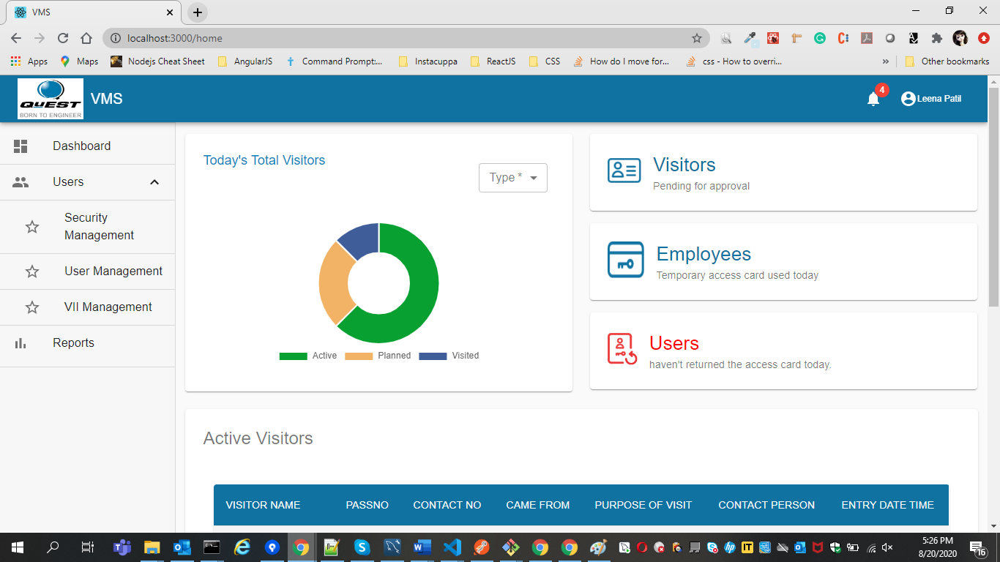 VMS
localhost:3000/home
Apps
Maps
Nodejs Cheat Sheet
AngularJS
Command Prompt:...
Instacuppa
ReactJS
CSS
How do I move for...
css - How to overri...
»
Other bookmarks
QUEST
BORN TO ENGINEER
VMS
4
Leena Patil
Dashboard
Users
Security
Management
User Management
VII Management
Reports
Today's Total Visitors
Type *
Active
Planned
Visited
Visitors
Pending for approval
Employees
Temporary access card used today
Users
haven't returned the access card today.
Active Visitors
VISITOR NAME
PASSNO
CONTACT NO
CAME FROM
PURPOSE OF VISIT
CONTACT PERSON
ENTRY DATE TIME
5:26 PM
8/20/2020
16